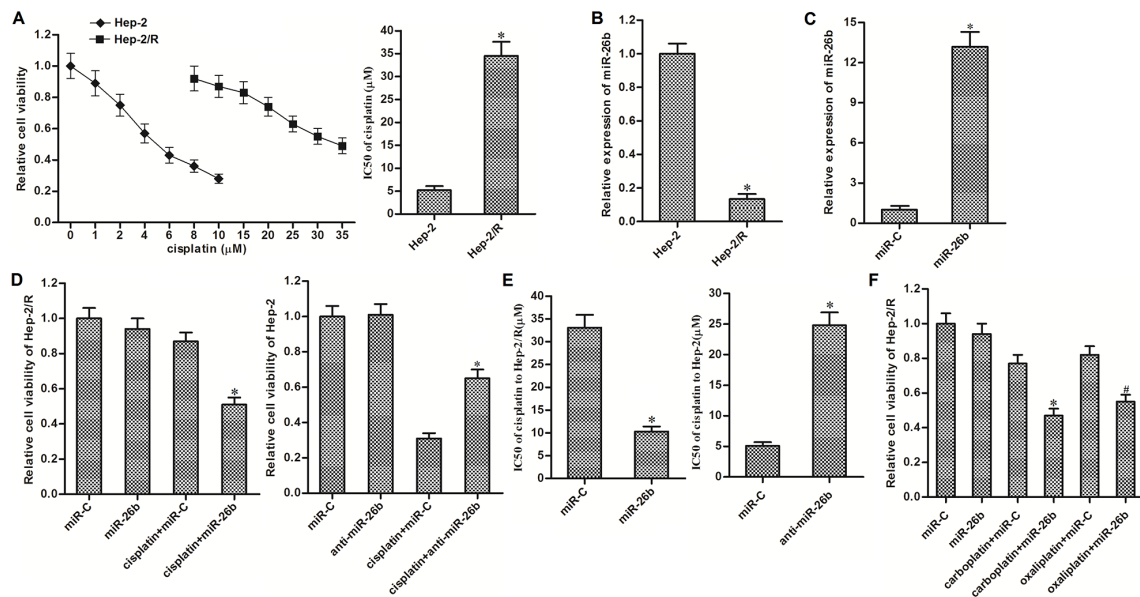 A
Hep-2
Hep-2/R
Relative cell viability
1.2
1.0
0.8
0.6
0.4
0.2
0.0
0 1 2 4 6 8 10 15 20 25 30 35
cisplatin (μM)
IC50 of cisplatin (μM)
40
35
30
25
20
15
10
5
0
*
Hep-2
Hep-2/R
B
Relative expression of miR-26b
1.2
1.0
0.8
0.6
0.4
0.2
0.0
*
Hep-2
Hep-2/R
C
Relative expression of miR-26b
15
12
9
6
3
0
*
miR-C
miR-26b
D
Relative cell viability of Hep-2/R
1.2
1.0
0.8
0.6
0.4
0.2
0.0
*
miR-C
miR-26b
cisplatin+miR-C
cisplatin+miR-26b
Relative cell viability of Hep-2
1.2
1.0
0.8
0.6
0.4
0.2
0.0
*
miR-C
anti-miR-26b
cisplatin+miR-C
cisplatin+anti-miR-26b
E
IC50 of cisplatin to Hep-2/R(μM)
40
35
30
25
20
15
10
5
0
*
miR-C
miR-26b
IC50 of cisplatin to Hep-2(μM)
30
25
20
15
10
5
0
*
miR-C
anti-miR-26b
F
Relative cell viability of Hep-2/R
1.2
1.0
0.8
0.6
0.4
0.2
0.0
*
#
miR-C
miR-26b
carboplatin+miR-C
carboplatin+miR-26b
oxaliplatin+miR-C
oxaliplatin+miR-26b